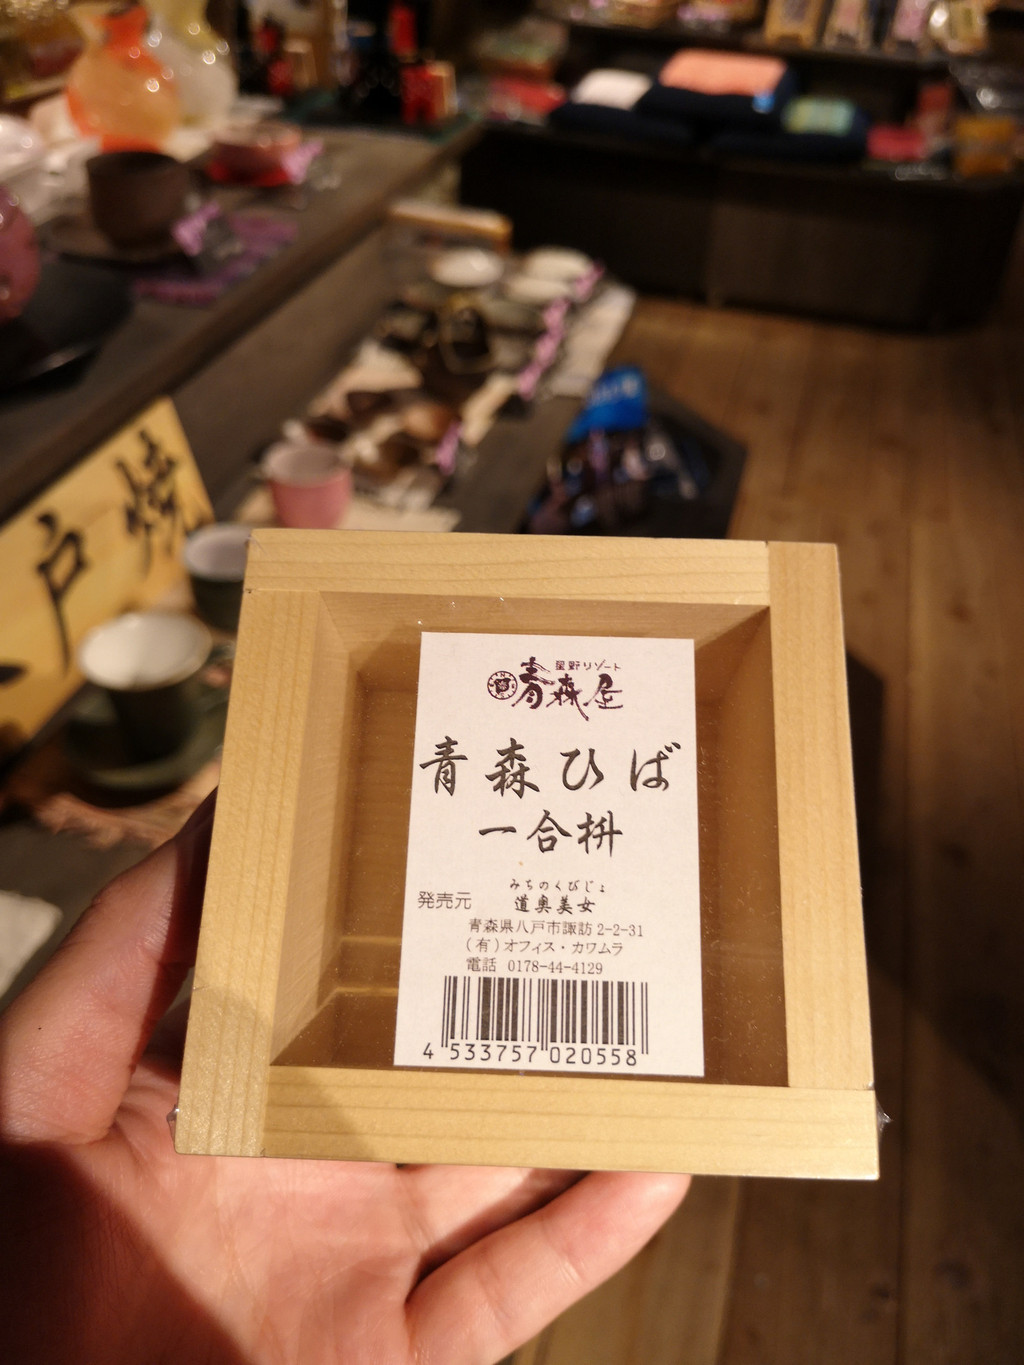 星野リゾート
青森屋
青森ひば
一合枡
みちのくびじょ
発売元 道奥美女
青森県八戸市諏訪 2-2-31
(有)オフィス・カワムラ
電話 0178-44-4129
4 533757 020558
戸焼